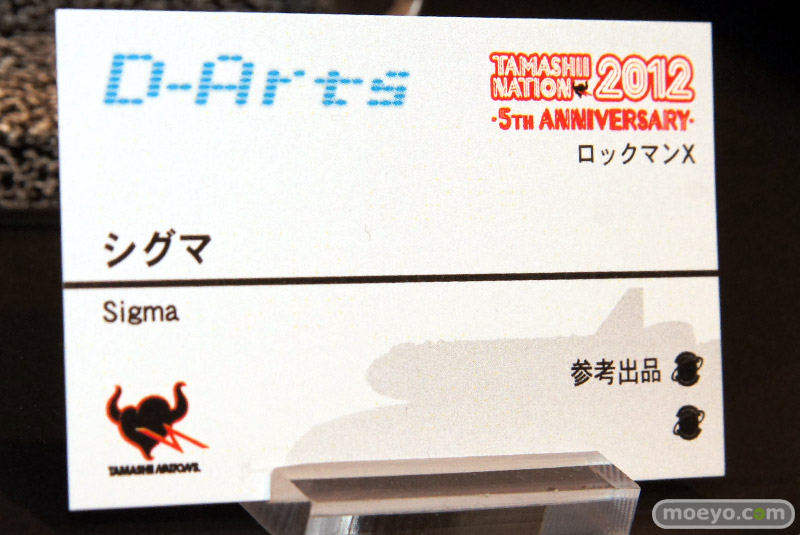 D-Arts
TAMASHII
NATION 2012
・5TH ANNIVERSARY・
ロックマンX
シグマ
Sigma
参考出品
TAMASHII NATIONS.
moeyo.com